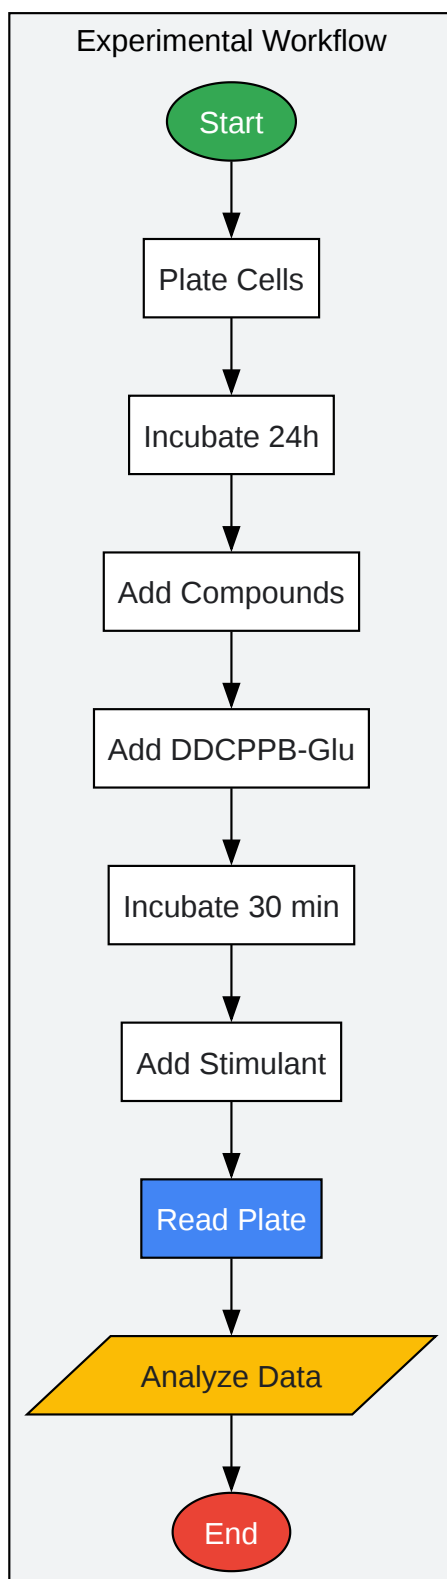 Experimental Workflow
Start
Plate Cells
Incubate 24h
Add Compounds
Add DDCPPB-Glu
Incubate 30 min
Add Stimulant
Read Plate
Analyze Data
End